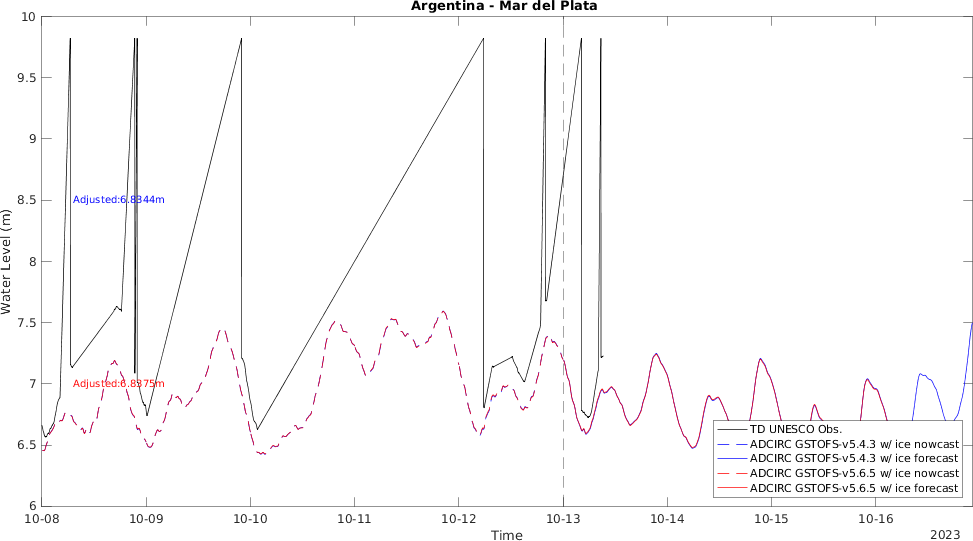 Argentina - Mar del Plata
10
9.5
9
8.5
8
7.5
7
6.5
6
Water Level (m)
Adjusted:6.8344m
Adjusted:6.8375m
TD UNESCO Obs.
ADCIRC GSTOFS-v5.4.3 w/ ice nowcast
ADCIRC GSTOFS-v5.4.3 w/ ice forecast
ADCIRC GSTOFS-v5.6.5 w/ ice nowcast
ADCIRC GSTOFS-v5.6.5 w/ ice forecast
10-08 10-09 10-10 10-11 10-12 10-13 10-14 10-15 10-16
Time
2023